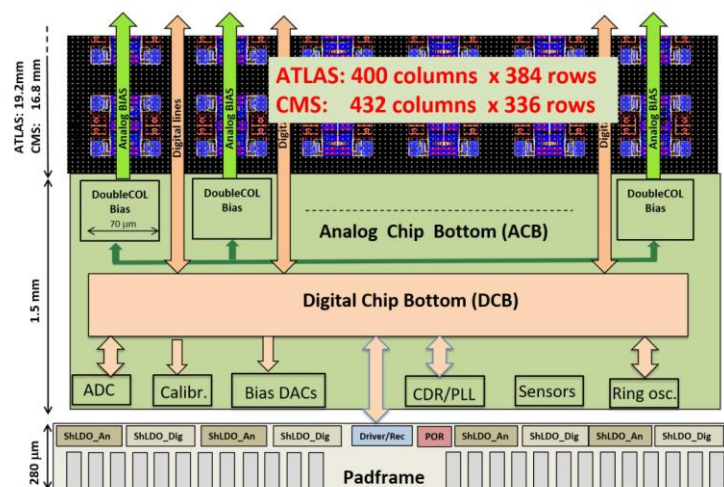 ATLAS: 19.2mm
CMS: 16.8 mm
Analog BIAS
Digital lines
Analog BIAS
Digital
Digital
Analog BIAS
ATLAS: 400 columns x 384 rows
CMS: 432 columns x 336 rows
1.5 mm
DoubleCOL
Bias
70 µm
DoubleCOL
Bias
DoubleCOL
Bias
Analog Chip Bottom (ACB)
Digital Chip Bottom (DCB)
ADC
Calibr.
Bias DACs
CDR/PLL
Sensors
Ring osc.
280 µm
ShLDO_An
ShLDO_Dig
ShLDO_An
ShLDO_Dig
Driver/Rec
POR
ShLDO_An
ShLDO_Dig
ShLDO_An
ShLDO_Dig
Padframe